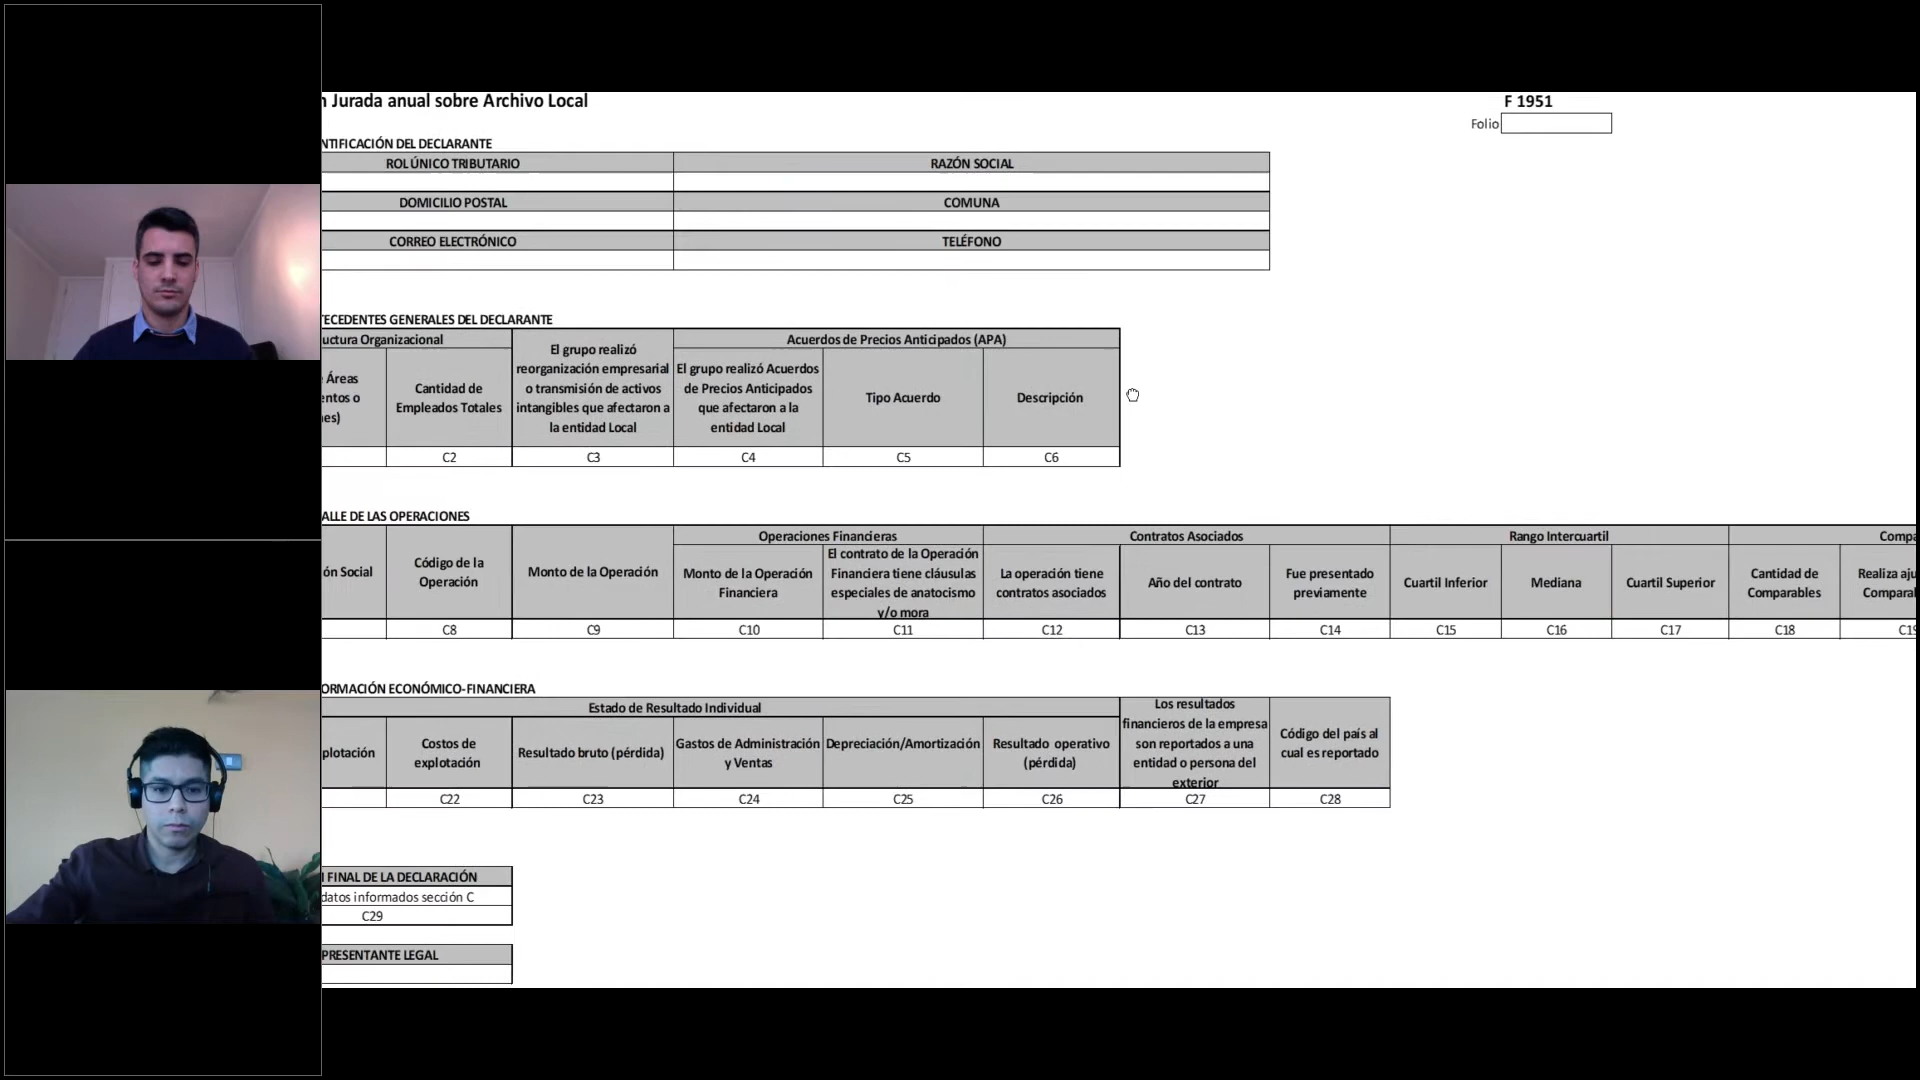 n Jurada anual sobre Archivo Local
F 1951
Folio
NTIFICACIÓN DEL DECLARANTE
ROL ÚNICO TRIBUTARIO
RAZÓN SOCIAL
DOMICILIO POSTAL
COMUNA
CORREO ELECTRÓNICO
TELÉFONO
TECEDENTES GENERALES DEL DECLARANTE
uctura Organizacional
Áreas
entos o
nes)
Cantidad de
Empleados Totales
El grupo realizó
reorganización empresarial
o transmisión de activos
intangibles que afectaron a
la entidad Local
Acuerdos de Precios Anticipados (APA)
El grupo realizó Acuerdos
de Precios Anticipados
que afectaron a la
entidad Local
Tipo Acuerdo
Descripción
C2
C3
C4
C5
C6
ALLE DE LAS OPERACIONES
ón Social
Código de la
Operación
Monto de la Operación
Operaciones Financieras
Monto de la Operación
Financiera
El contrato de la Operación
Financiera tiene cláusulas
especiales de anatocismo
y/o mora
Contratos Asociados
La operación tiene
contratos asociados
Año del contrato
Fue presentado
previamente
Rango Intercuartil
Cuartil Inferior
Mediana
Cuartil Superior
Compa
Cantidad de
Comparables
Realiza aju
Comparal
C8
C9
C10
C11
C12
C13
C14
C15
C16
C17
C18
C19
ORMACIÓN ECONÓMICO-FINANCIERA
Estado de Resultado Individual
plotación
Costos de
explotación
Resultado bruto (pérdida)
Gastos de Administración
y Ventas
Depreciación/Amortización
Resultado operativo
(pérdida)
Los resultados
financieros de la empresa
son reportados a una
entidad o persona del
exterior
Código del país al
cual es reportado
C22
C23
C24
C25
C26
C27
C28
FINAL DE LA DECLARACIÓN
datos informados sección C
C29
PRESENTANTE LEGAL